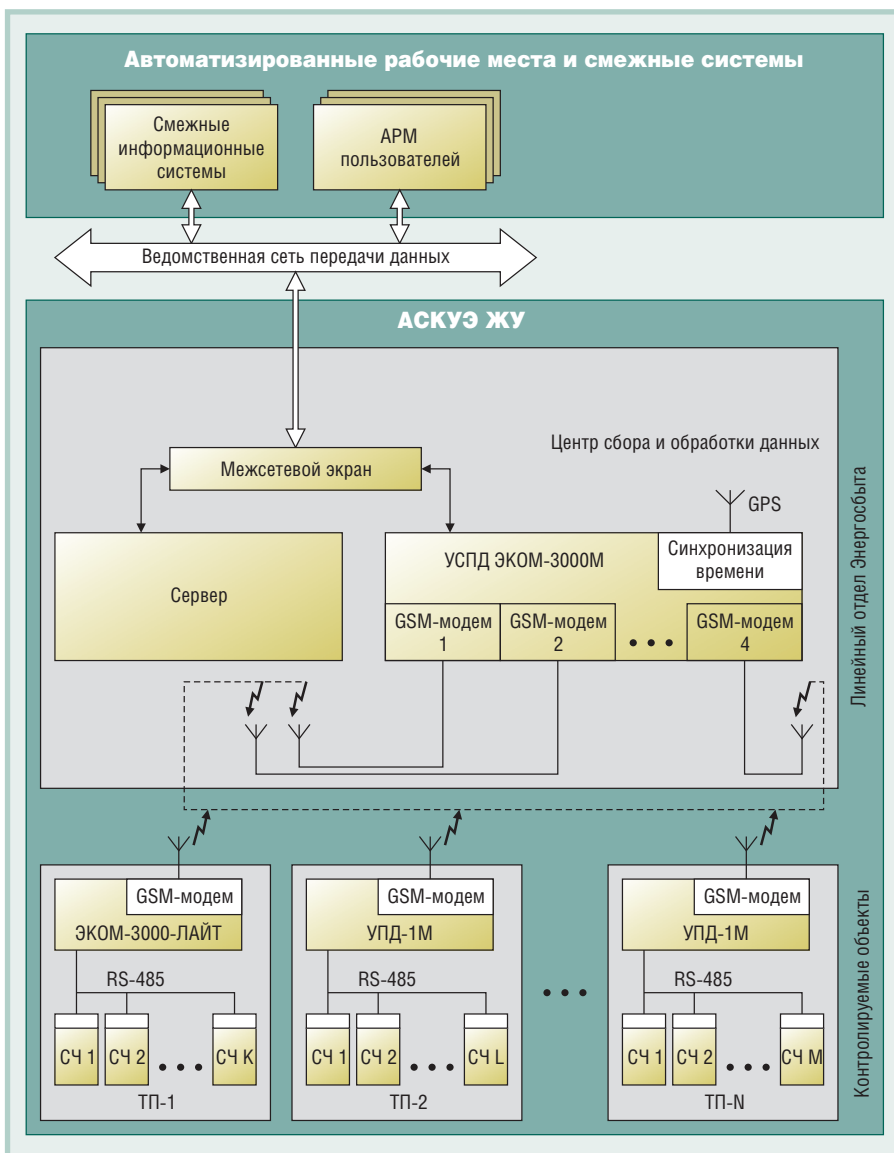 Автоматизированные рабочие места и смежные системы
Смежные
информационные
системы
АРМ
пользователей
Ведомственная сеть передачи данных
АСКУЭ ЖУ
Центр сбора и обработки данных
Межсетевой экран
GPS
Сервер
УСПД ЭКОМ-3000М
Синхронизация
времени
GSM-модем
1
GSM-модем
2
GSM-модем
4
Линейный отдел Энергосбыта
GSM-модем
ЭКОМ-3000-ЛАЙТ
RS-485
СЧ 1
СЧ 2
СЧ K
ТП-1
GSM-модем
УПД-1М
RS-485
СЧ 1
СЧ 2
СЧ L
ТП-2
GSM-модем
УПД-1М
RS-485
СЧ 1
СЧ 2
СЧ M
ТП-N
Контролируемые объекты